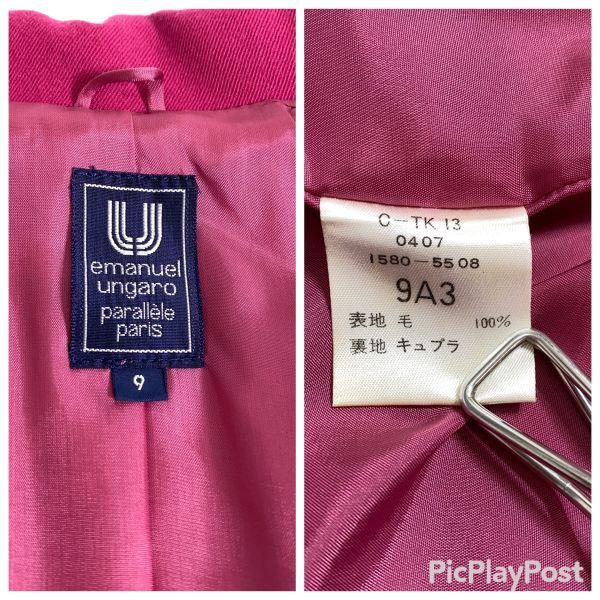 emanuel
ungaro
parallèle
paris
9
C-TK 13
0407
1580-5508
9A3
表地 毛 100%
裏地 キュプラ
PicPlayPost